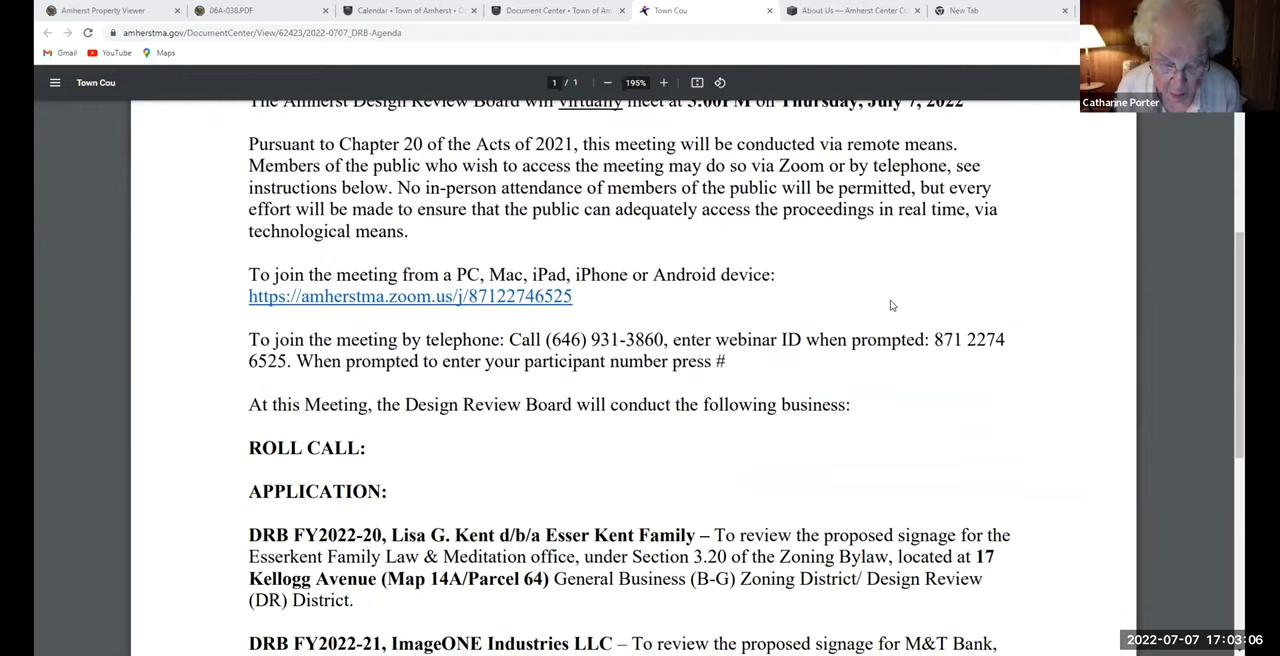 Amherst Property Viewer
06A-038.PDF
Calendar • Town of Amherst •
Document Center • Town of Am
Town Cou
About Us — Amherst Center Cu
New Tab
amherstma.gov/DocumentCenter/View/62423/2022-0707_DRB-Agenda
Gmail YouTube Maps
Town Cou
1 / 1
195%
Catharine Porter
The Amherst Design Review Board will virtually meet at 5:00PM on Thursday, July 7, 2022
Pursuant to Chapter 20 of the Acts of 2021, this meeting will be conducted via remote means.
Members of the public who wish to access the meeting may do so via Zoom or by telephone, see
instructions below. No in-person attendance of members of the public will be permitted, but every
effort will be made to ensure that the public can adequately access the proceedings in real time, via
technological means.
To join the meeting from a PC, Mac, iPad, iPhone or Android device:
https://amherstma.zoom.us/j/87122746525
To join the meeting by telephone: Call (646) 931-3860, enter webinar ID when prompted: 871 2274
6525. When prompted to enter your participant number press #
At this Meeting, the Design Review Board will conduct the following business:
ROLL CALL:
APPLICATION:
DRB FY2022-20, Lisa G. Kent d/b/a Esser Kent Family – To review the proposed signage for the
Esserkent Family Law & Meditation office, under Section 3.20 of the Zoning Bylaw, located at 17
Kellogg Avenue (Map 14A/Parcel 64) General Business (B-G) Zoning District/ Design Review
(DR) District.
DRB FY2022-21, ImageONE Industries LLC – To review the proposed signage for M&T Bank,
2022-07-07 17:03:06